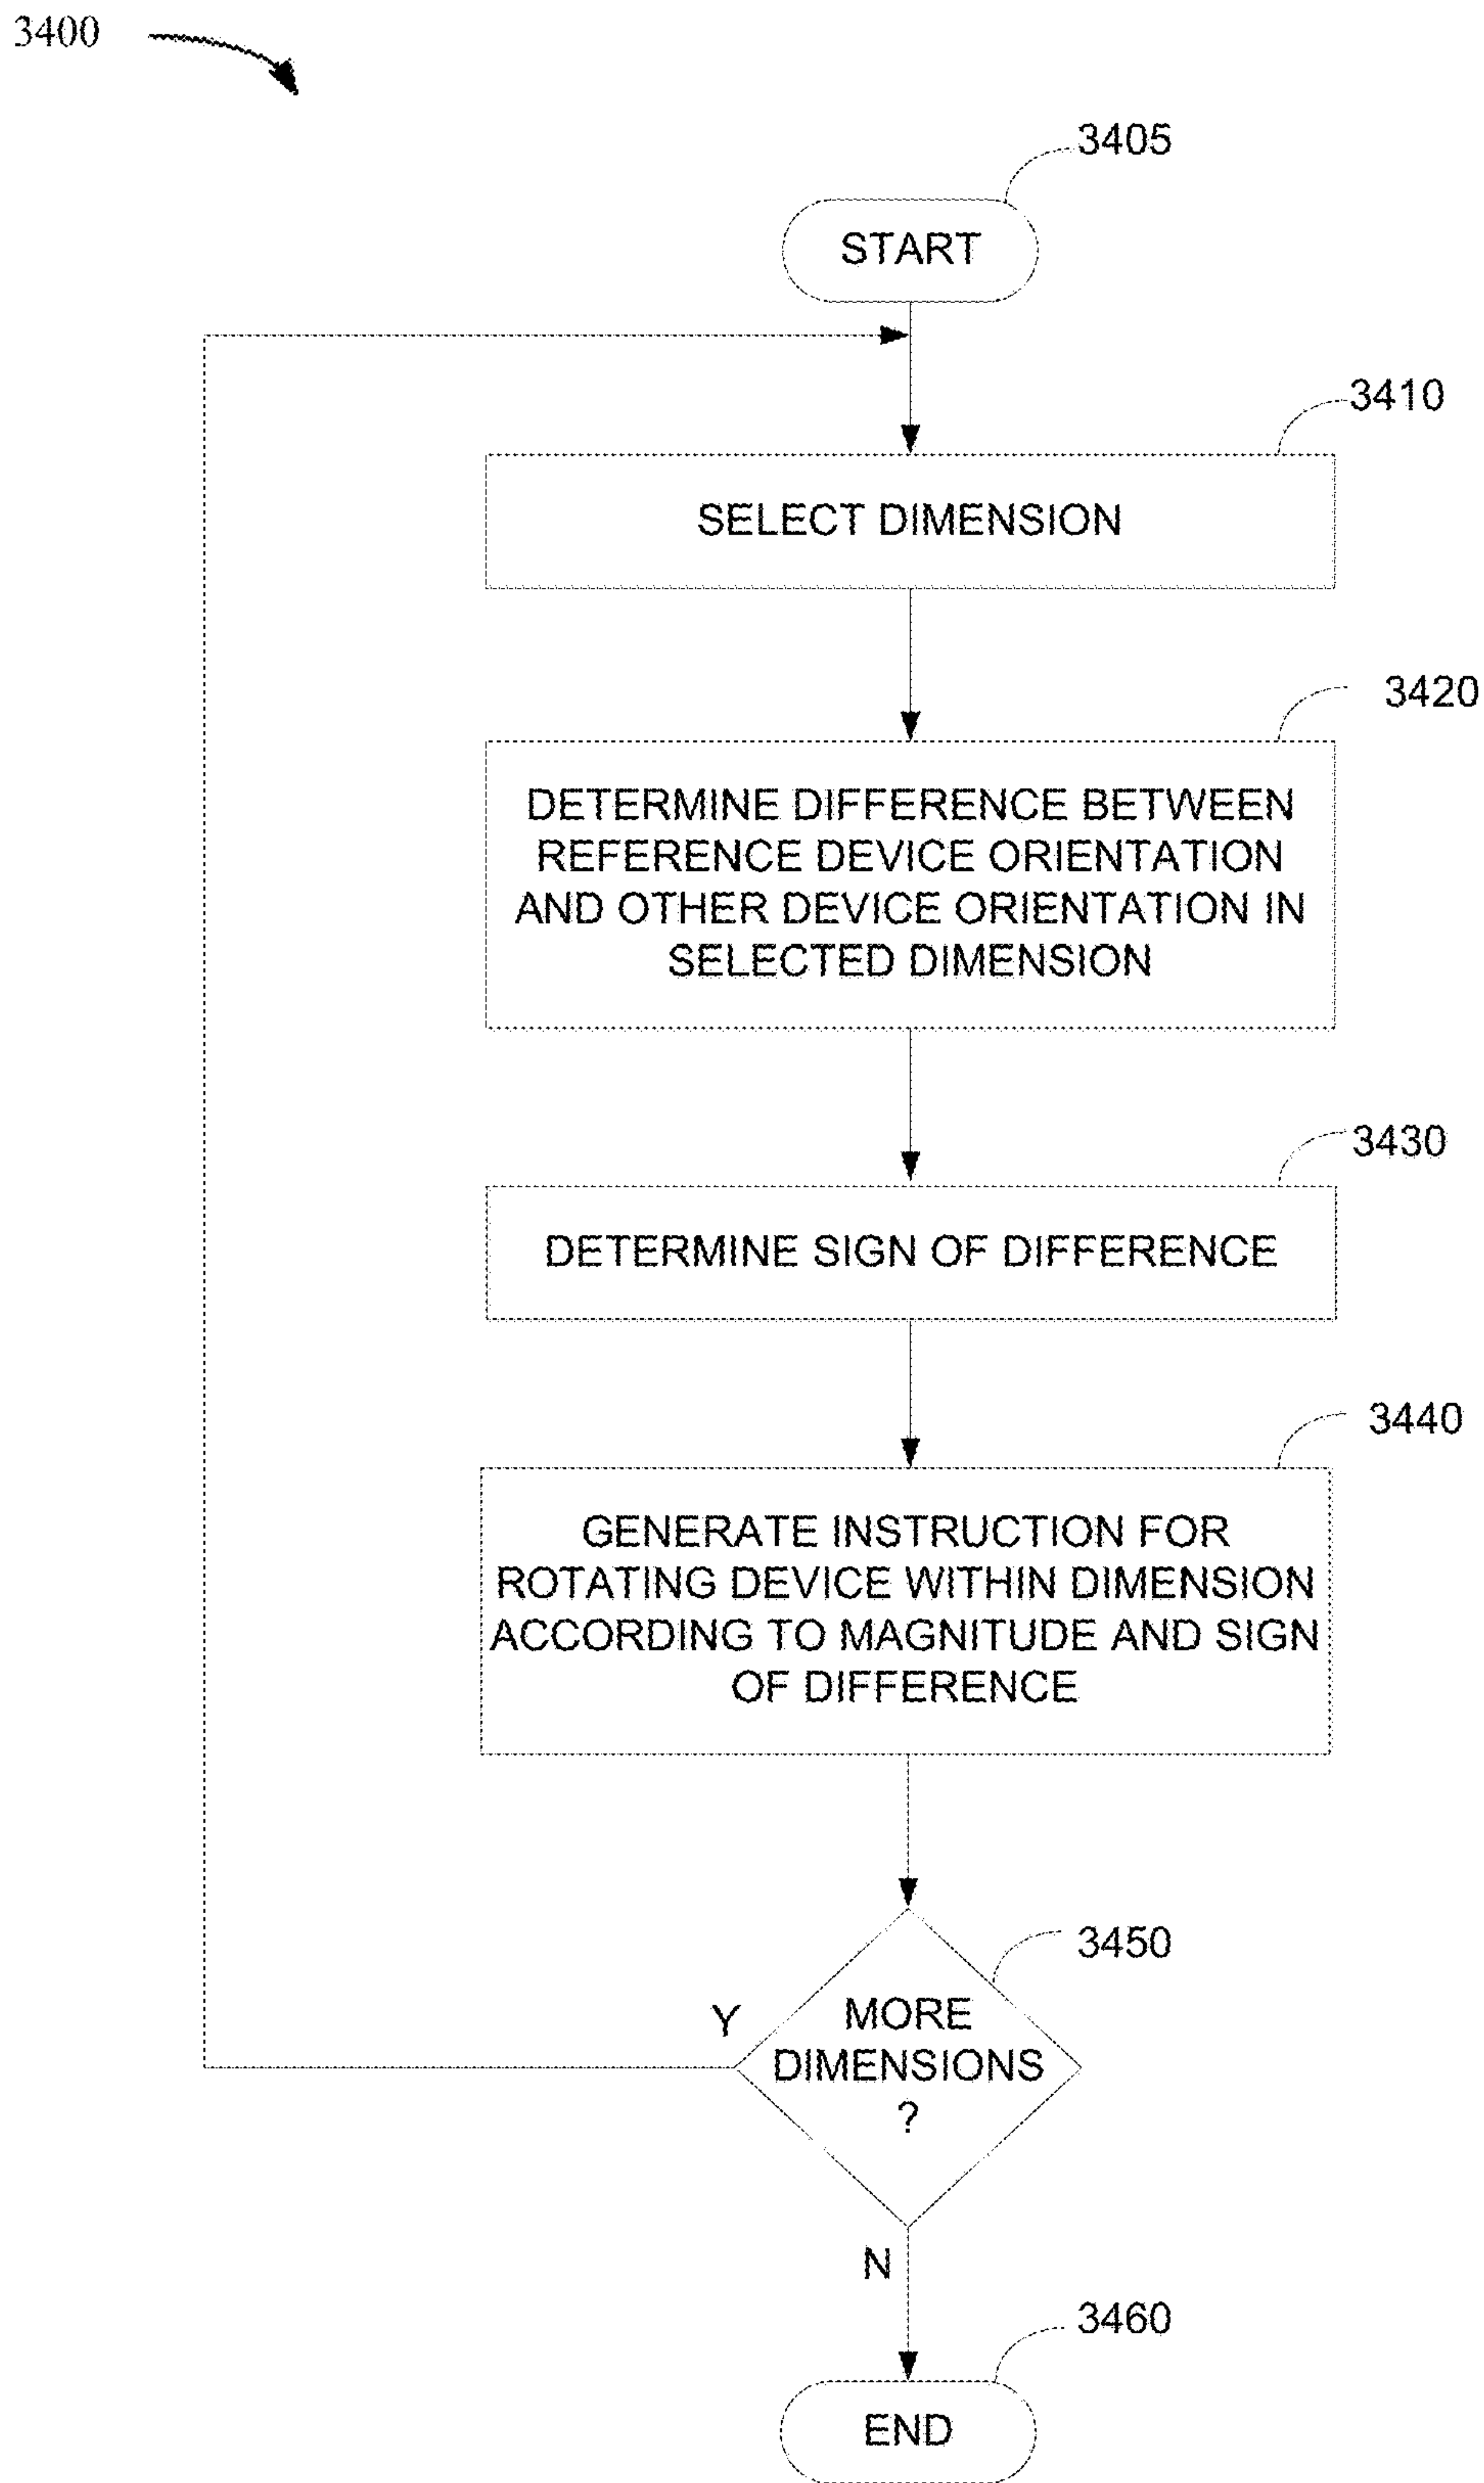 3400
3405
START
3410
SELECT DIMENSION
3420
DETERMINE DIFFERENCE BETWEEN
REFERENCE DEVICE ORIENTATION
AND OTHER DEVICE ORIENTATION IN
SELECTED DIMENSION
3430
DETERMINE SIGN OF DIFFERENCE
3440
GENERATE INSTRUCTION FOR
ROTATING DEVICE WITHIN DIMENSION
ACCORDING TO MAGNITUDE AND SIGN
OF DIFFERENCE
3450
Y
MORE
DIMENSIONS
?
N
3460
END